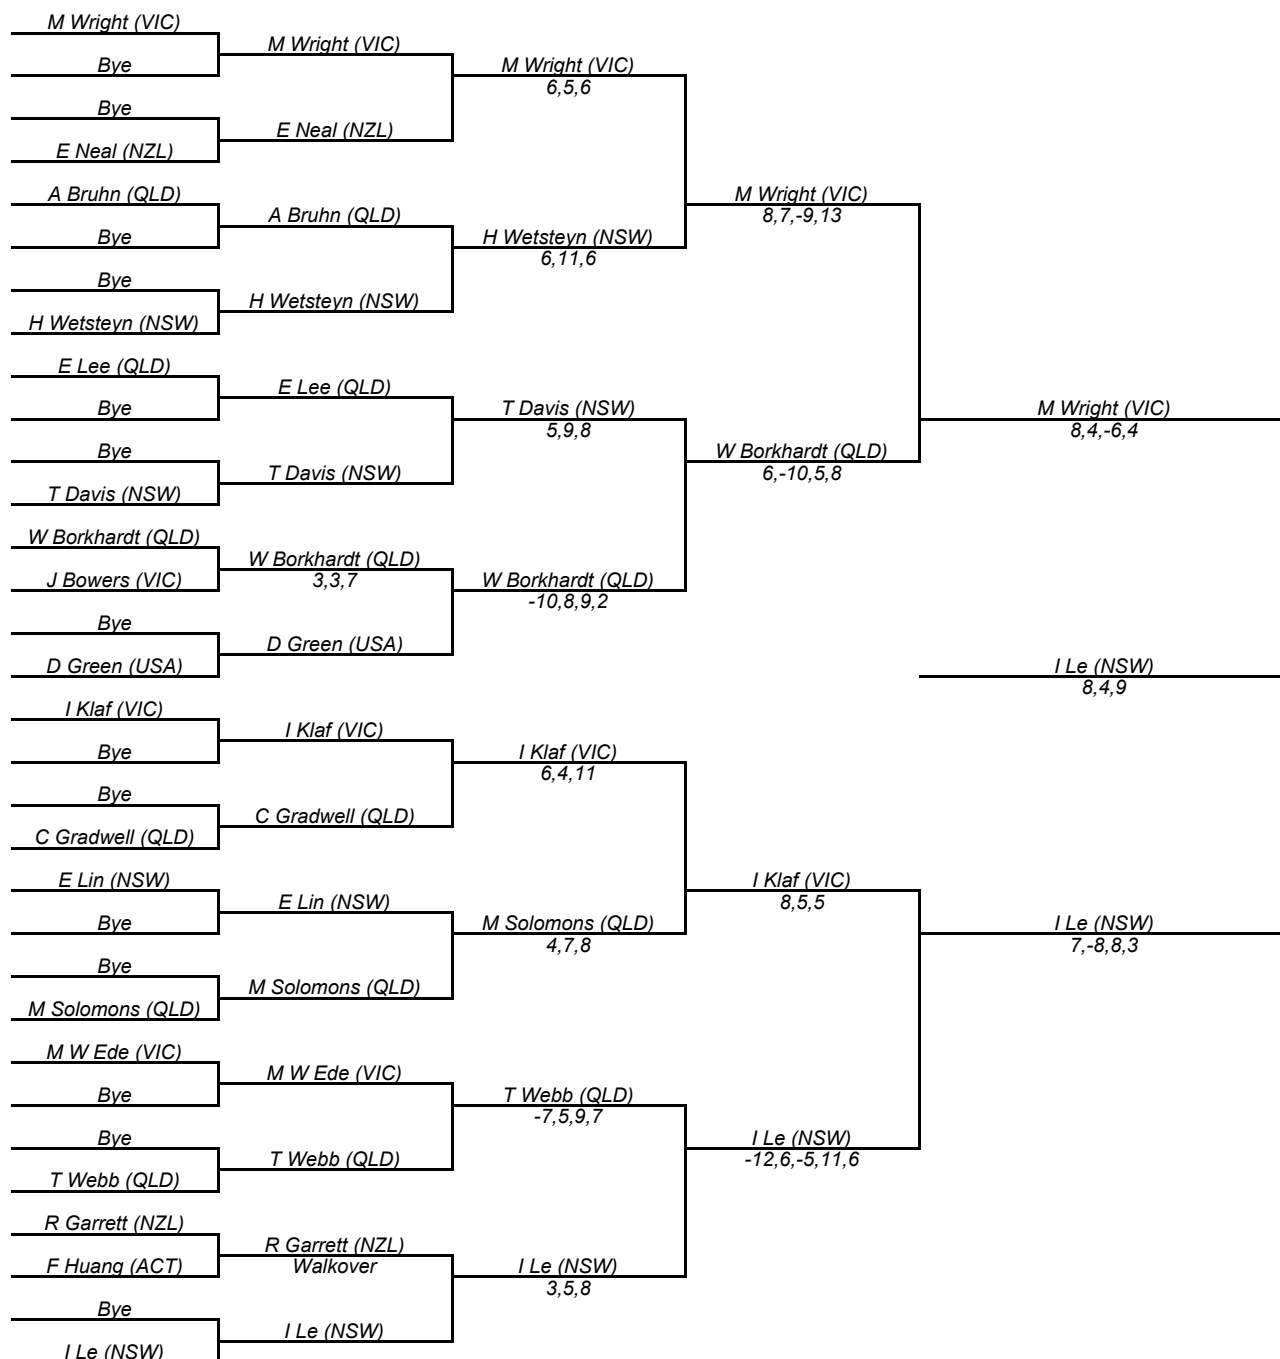 M Wright (VIC)
Bye
Bye
E Neal (NZL)
A Bruhn (QLD)
Bye
Bye
H Wetsteyn (NSW)
E Lee (QLD)
Bye
Bye
T Davis (NSW)
W Borkhardt (QLD)
J Bowers (VIC)
Bye
D Green (USA)
I Klaf (VIC)
Bye
Bye
C Gradwell (QLD)
E Lin (NSW)
Bye
Bye
M Solomons (QLD)
M W Ede (VIC)
Bye
Bye
T Webb (QLD)
R Garrett (NZL)
F Huang (ACT)
Bye
I Le (NSW)
M Wright (VIC)
E Neal (NZL)
A Bruhn (QLD)
H Wetsteyn (NSW)
E Lee (QLD)
T Davis (NSW)
W Borkhardt (QLD)
3,3,7
D Green (USA)
I Klaf (VIC)
C Gradwell (QLD)
E Lin (NSW)
M Solomons (QLD)
M W Ede (VIC)
T Webb (QLD)
R Garrett (NZL)
Walkover
I Le (NSW)
M Wright (VIC)
6,5,6
H Wetsteyn (NSW)
6,11,6
T Davis (NSW)
5,9,8
W Borkhardt (QLD)
-10,8,9,2
I Klaf (VIC)
6,4,11
M Solomons (QLD)
4,7,8
T Webb (QLD)
-7,5,9,7
I Le (NSW)
3,5,8
M Wright (VIC)
8,7,-9,13
W Borkhardt (QLD)
6,-10,5,8
I Klaf (VIC)
8,5,5
I Le (NSW)
-12,6,-5,11,6
M Wright (VIC)
8,4,-6,4
I Le (NSW)
8,4,9
I Le (NSW)
7,-8,8,3